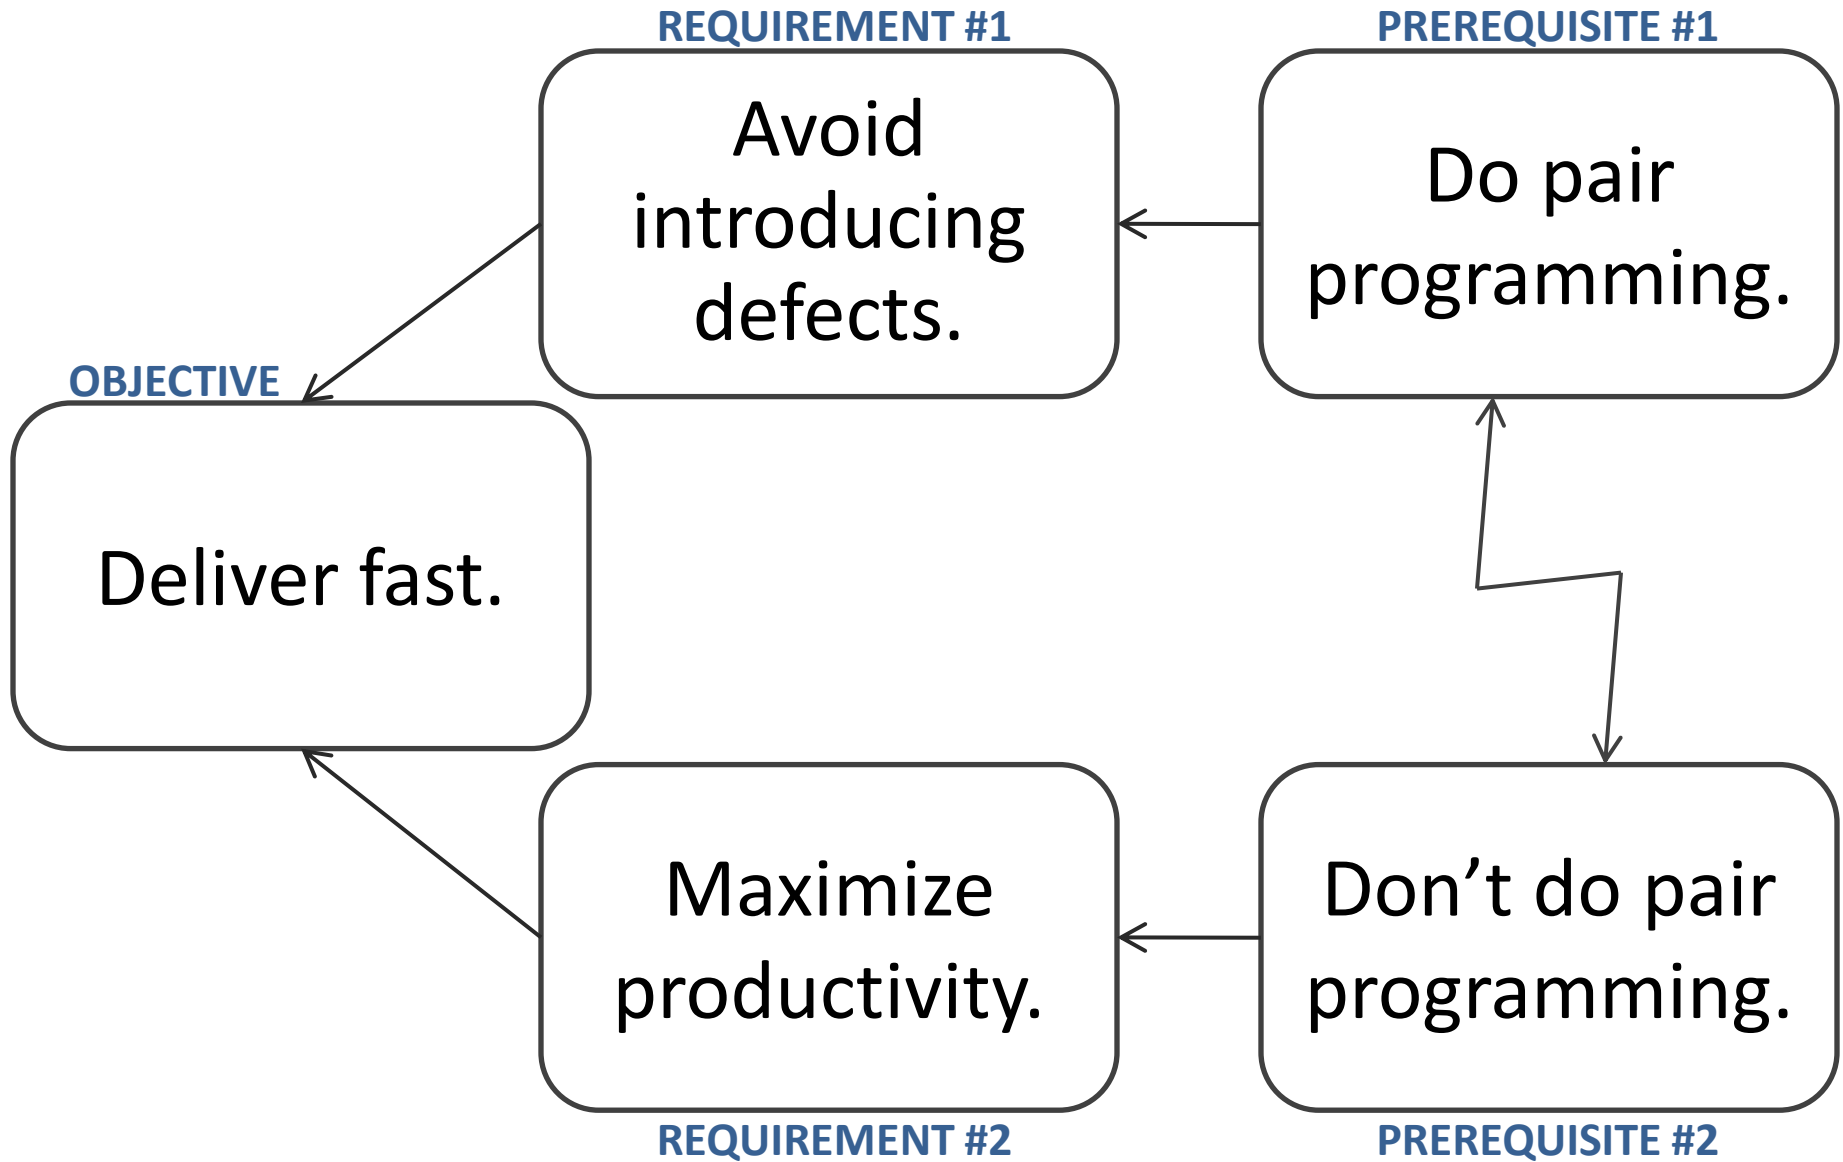 REQUIREMENT #1
Avoid
introducing
defects.
PREREQUISITE #1
Do pair
programming.
OBJECTIVE
Deliver fast.
Maximize
productivity.
REQUIREMENT #2
Don’t do pair
programming.
PREREQUISITE #2